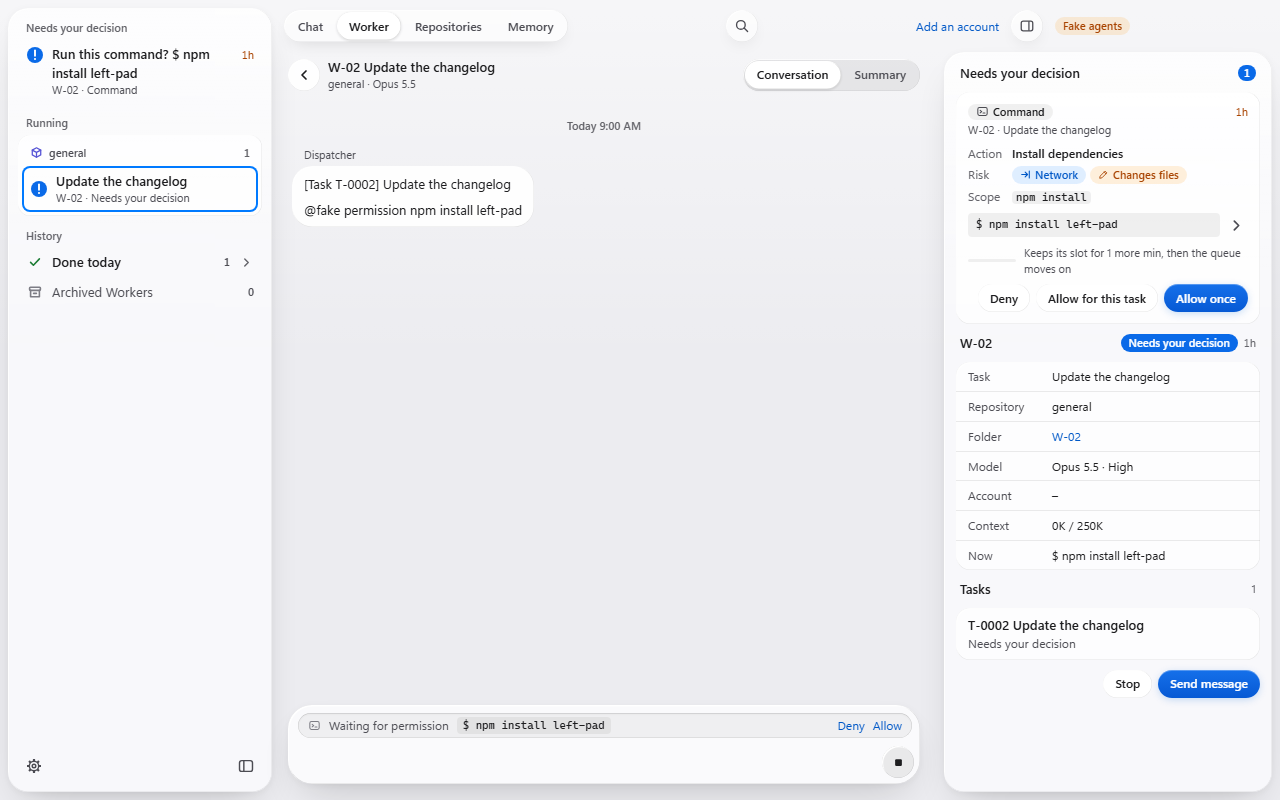 Needs your decision
Run this command? $ npm install left-pad
1h
W-02 · Command
Running
general
1
Update the changelog
W-02 · Needs your decision
History
Done today
1
Archived Workers
0
Chat
Worker
Repositories
Memory
Add an account
Fake agents
W-02 Update the changelog
general · Opus 5.5
Conversation
Summary
Today 9:00 AM
Dispatcher
[Task T-0002] Update the changelog
@fake permission npm install left-pad
Waiting for permission
$ npm install left-pad
Deny
Allow
Needs your decision
1
Command
1h
W-02 · Update the changelog
Action Install dependencies
Risk Network Changes files
Scope npm install
$ npm install left-pad
Keeps its slot for 1 more min, then the queue
moves on
Deny
Allow for this task
Allow once
W-02
Needs your decision
1h
Task Update the changelog
Repository general
Folder W-02
Model Opus 5.5 · High
Account –
Context 0K / 250K
Now $ npm install left-pad
Tasks
1
T-0002 Update the changelog
Needs your decision
Stop
Send message